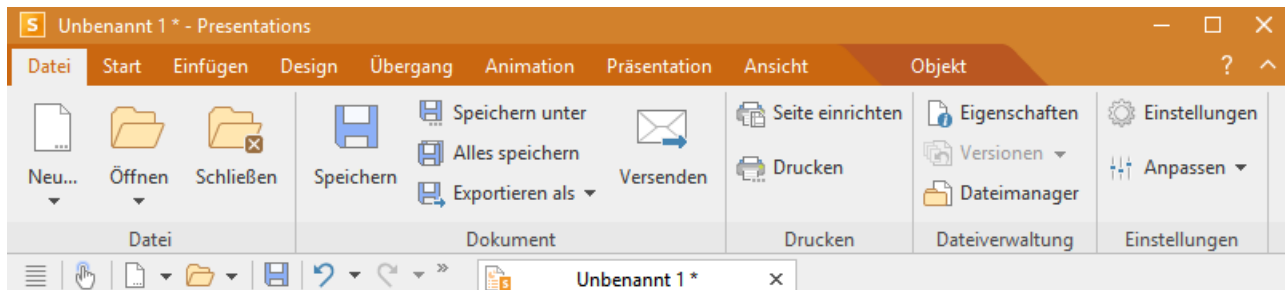 S Unbenannt 1 * - Presentations
Datei Start Einfügen Design Übergang Animation Präsentation Ansicht Objekt ?
Neu...
Öffnen
Schließen
Speichern
Speichern unter
Alles speichern
Exportieren als
Versenden
Seite einrichten
Drucken
Eigenschaften
Versionen
Dateimanager
Einstellungen
Anpassen
Datei Dokument Drucken Dateiverwaltung Einstellungen
» S Unbenannt 1 * ×